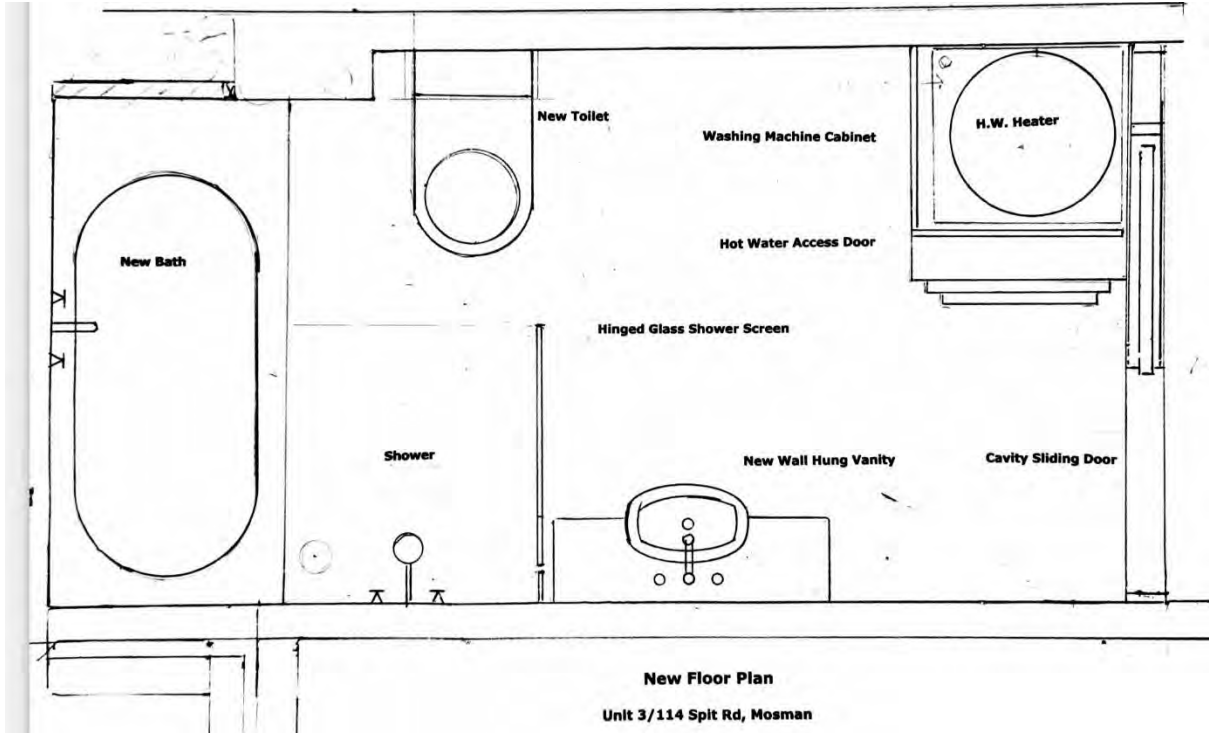 New Toilet
Washing Machine Cabinet
H.W. Heater
Hot Water Access Door
New Bath
Hinged Glass Shower Screen
Shower
New Wall Hung Vanity
Cavity Sliding Door
New Floor Plan
Unit 3/114 Spit Rd, Mosman